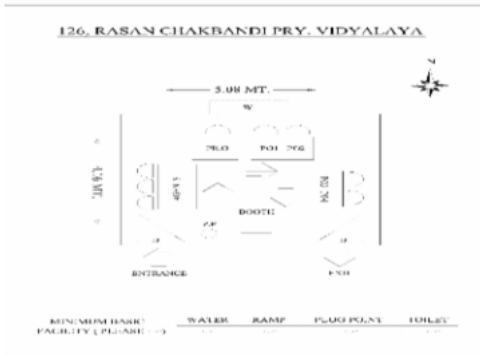 126, RASAN CHAKBANDI PRY. VIDYALAYA
5.08 MT.
W
PRO PO1 PO2
BOOTH
D D
ENTRANCE EXIT
MINIMUM BASIC WATER RAMP PLUG POINT TOILET
FACILITY ( PLEASE